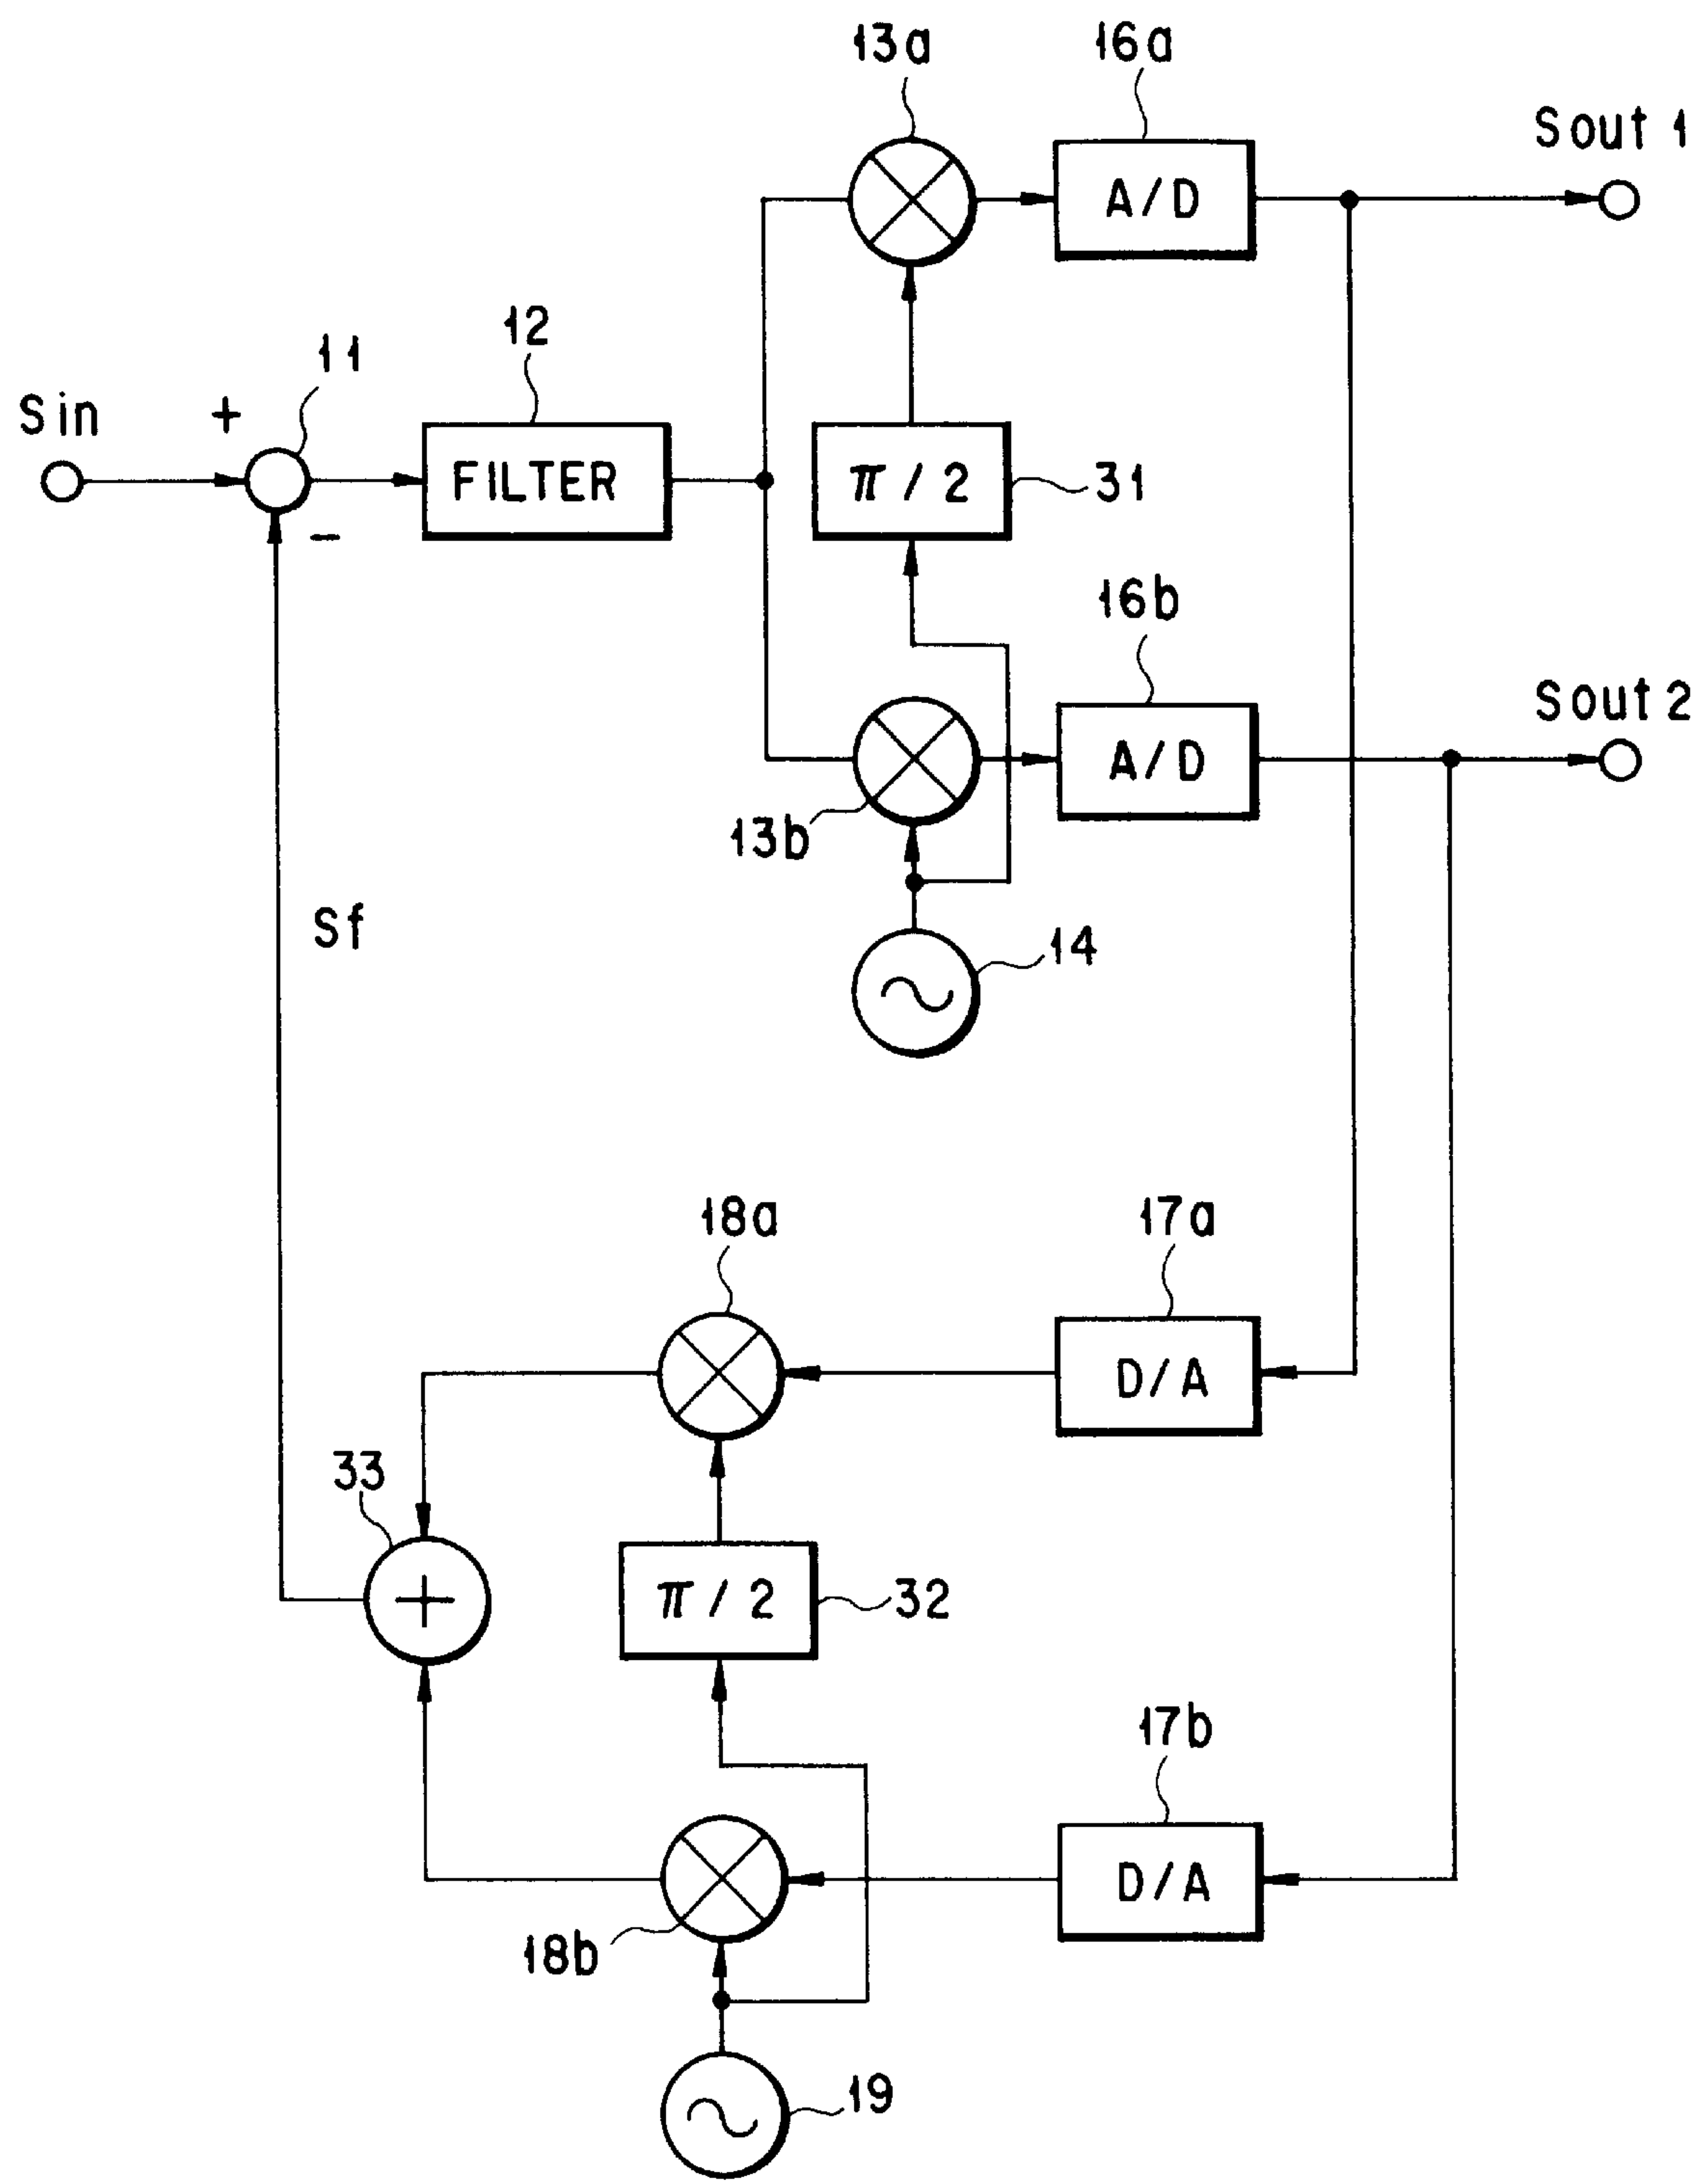 13a
16a
Sout 1
A/D
12
11
Sin
+
FILTER
π/2
31
-
16b
Sout 2
A/D
13b
Sf
14
18a
17a
D/A
33
+
π/2
32
17b
D/A
18b
19